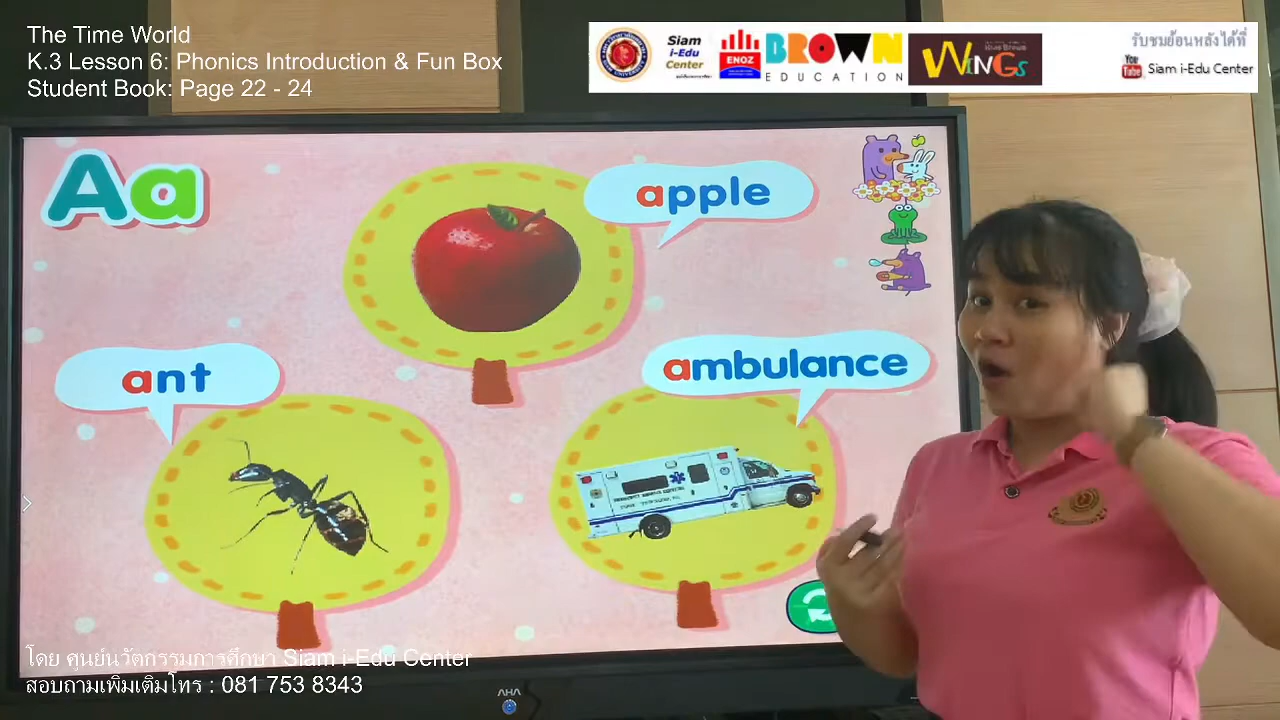 The Time World
K.3 Lesson 6: Phonics Introduction & Fun Box
Student Book: Page 22 - 24
Siam
i-Edu
Center
ENOZ
BROWN
EDUCATION
WINGS
รับชมย้อนหลังได้ที่
You
Tube
Siam i-Edu Center
Aa
apple
ant
ambulance
โดย ศูนย์นวัตกรรมการศึกษา Siam i-Edu Center
สอบถามเพิ่มเติมโทร : 081 753 8343
AHA